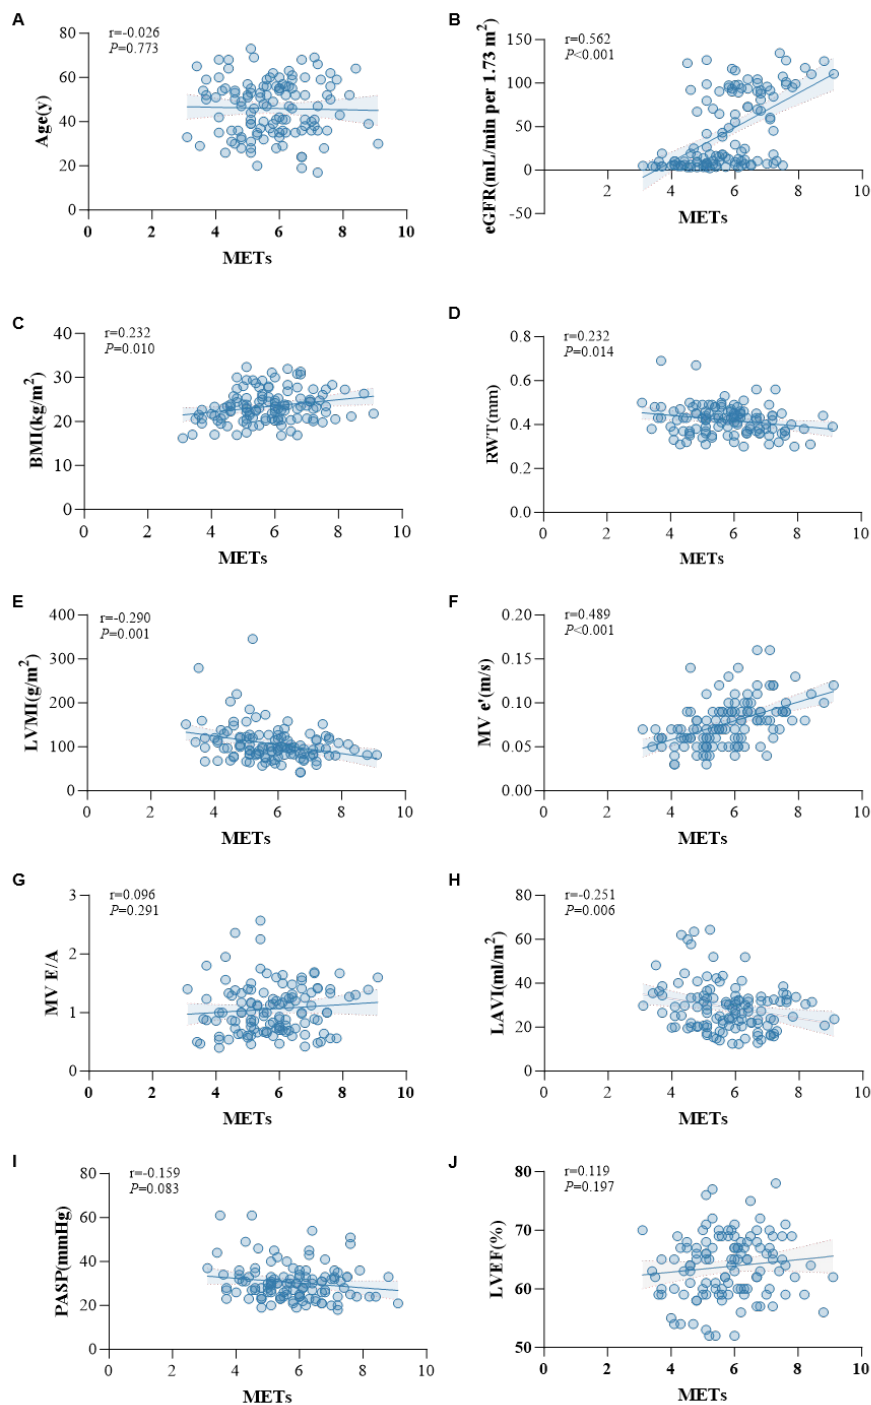 A
r=-0.026
P=0.773
80
60
40
20
0
Age(y)
0 2 4 6 8 10
METs
B
r=0.562
P<0.001
150
100
50
0
-50
eGFR(mL/min per 1.73 m²)
2 4 6 8 10
METs
C
r=0.232
P=0.010
40
30
20
10
0
BMI(kg/m²)
0 2 4 6 8 10
METs
D
r=0.232
P=0.014
0.8
0.6
0.4
0.2
0.0
RWT(mm)
0 2 4 6 8 10
METs
E
r=-0.290
P=0.001
400
300
200
100
0
LVMI(g/m²)
0 2 4 6 8 10
METs
F
r=0.489
P<0.001
0.20
0.15
0.10
0.05
0.00
MV e'(m/s)
0 2 4 6 8 10
METs
G
r=0.096
P=0.291
3
2
1
0
MV E/A
0 2 4 6 8 10
METs
H
r=-0.251
P=0.006
80
60
40
20
0
LAVI(ml/m²)
0 2 4 6 8 10
METs
I
r=-0.159
P=0.083
80
60
40
20
0
PASP(mmHg)
0 2 4 6 8 10
METs
J
r=0.119
P=0.197
80
70
60
50
LVEF(%)
0 2 4 6 8 10
METs